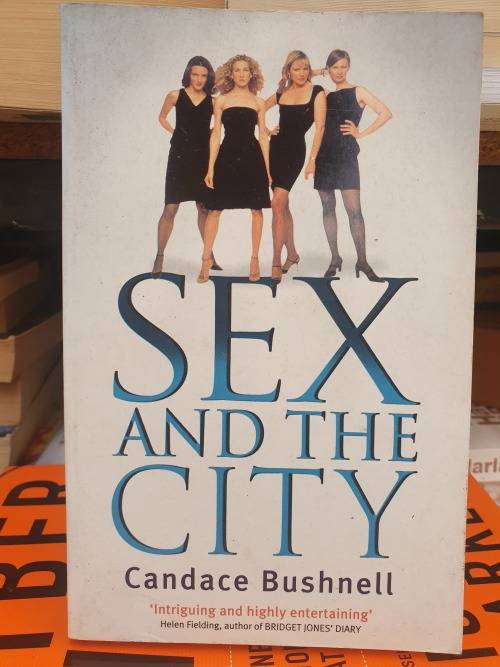 SEX
AND THE
CITY
Candace Bushnell
'Intriguing and highly entertaining'
Helen Fielding, author of BRIDGET JONES' DIARY